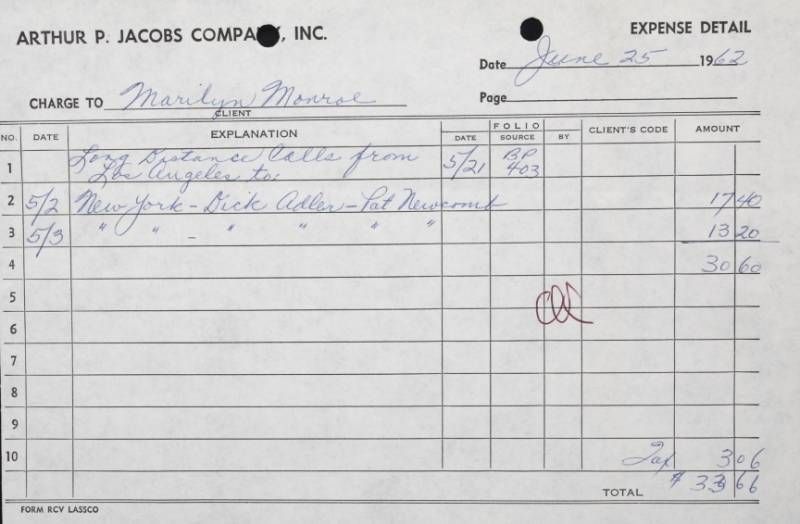 ARTHUR P. JACOBS COMPANY, INC.
EXPENSE DETAIL
Date June 25 1962
CHARGE TO Marilyn Monroe
CLIENT
Page
NO. DATE EXPLANATION FOLIO DATE SOURCE BY CLIENT'S CODE AMOUNT
1 Long Distance Calls from 5/21 BP
Los Angeles to: 403
2 5/2 New York - Dick Adler - Pat Newcomb 17 40
3 5/3 " " - " " " " 13 20
4 30 60
5
6
7
8
9
10 Tax 3 06
TOTAL $ 33 66
FORM RCV LASSCO